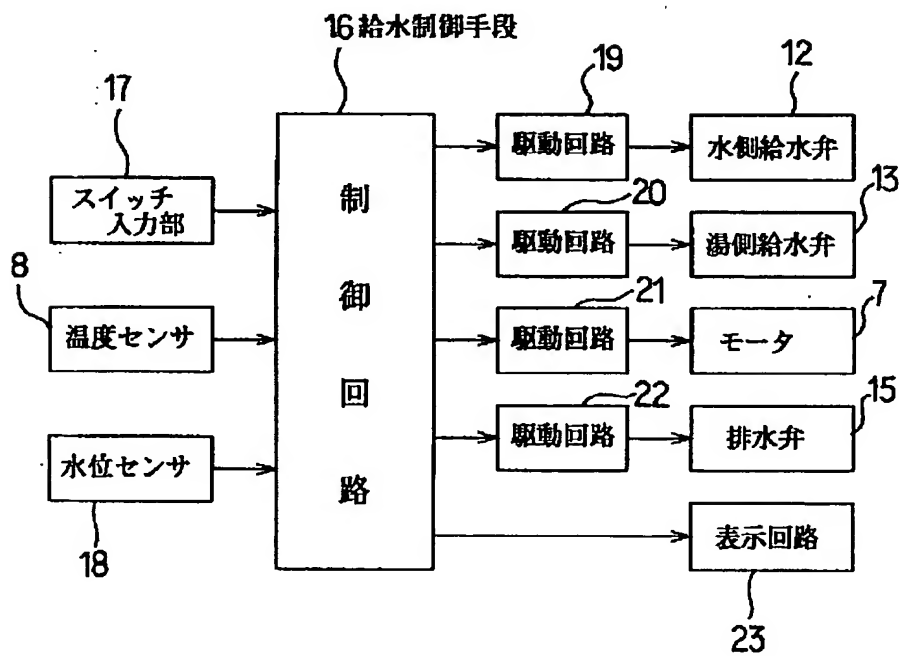 16 給水制御手段
17
スイッチ
入力部
8
温度センサ
水位センサ
18
制
御
回
路
19
駆動回路
20
駆動回路
21
駆動回路
22
駆動回路
12
水側給水弁
13
湯側給水弁
7
モータ
15
排水弁
表示回路
23